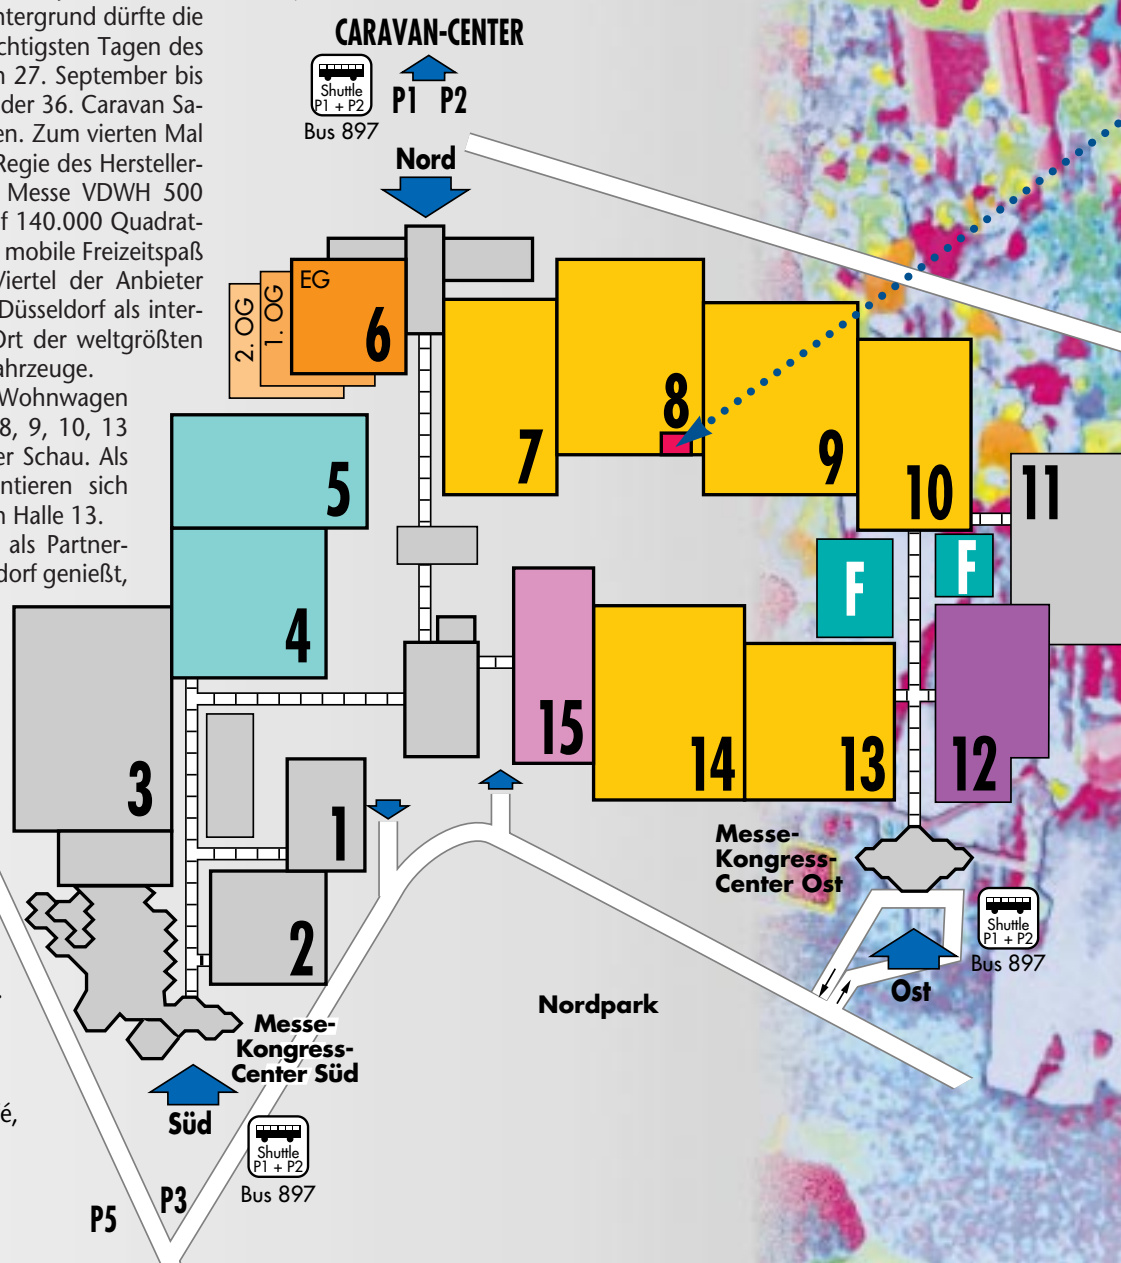 ntergrund dürfte die
chtigsten Tagen des
n 27. September bis
der 36. Caravan Sa-
en. Zum vierten Mal
Regie des Hersteller-
Messe VDWH 500
f 140.000 Quadrat-
mobile Freizeitspaß
Viertel der Anbieter
Düsseldorf als inter-
Ort der weltgrößten
ahrzeuge.
Wohnwagen
8, 9, 10, 13
er Schau. Als
ntieren sich
n Halle 13.
als Partner-
dorf genießt,
é,
CARAVAN-CENTER
Shuttle
P1 + P2
Bus 897
P1 P2
Nord
EG
1. OG
2. OG
6
7
8
9
10
11
5
4
F
F
3
15
14
13
12
1
2
Messe-
Kongress-
Center Ost
Shuttle
P1 + P2
Bus 897
Ost
Nordpark
Messe-
Kongress-
Center Süd
Süd
Shuttle
P1 + P2
Bus 897
P3
P5